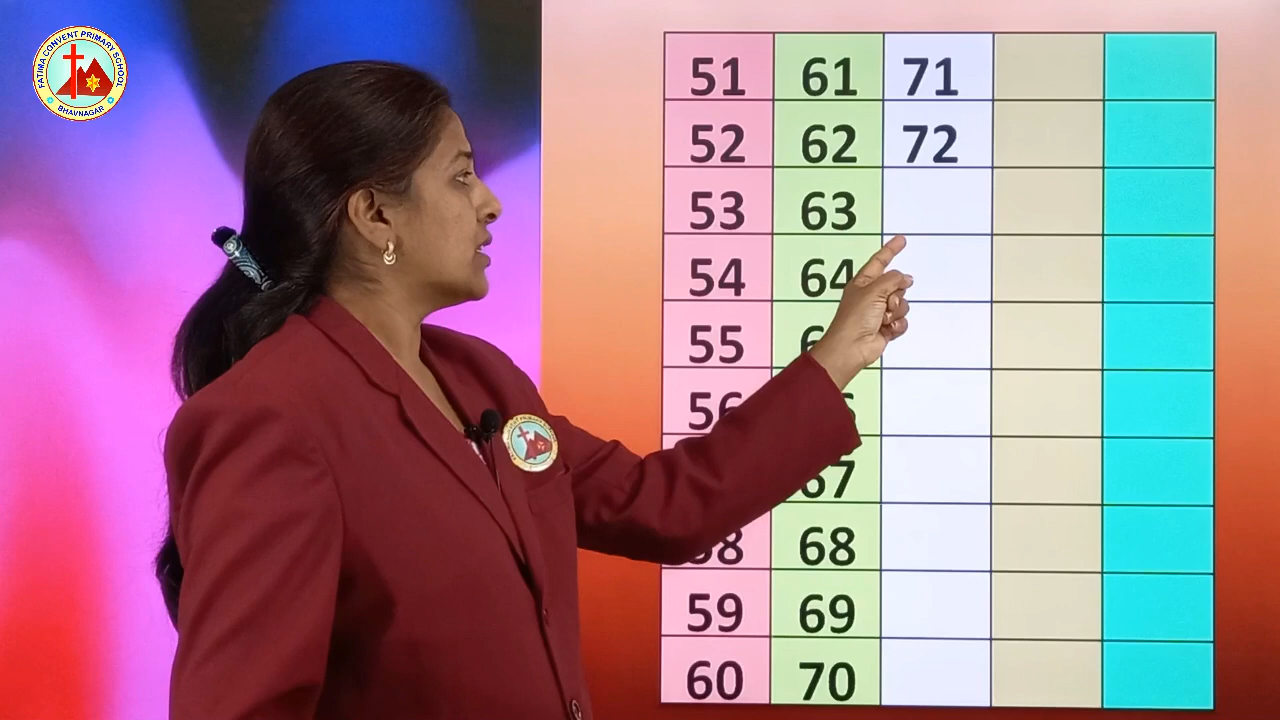 FATIMA CONVENT PRIMARY SCHOOL
BHAVNAGAR
51 61 71
52 62 72
53 63
54 64
55
67
68
59 69
60 70